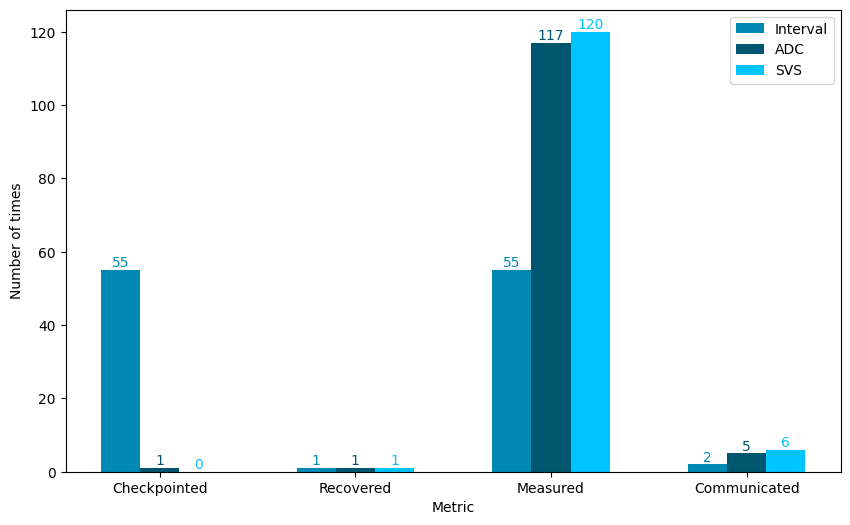 Interval
ADC
SVS
Number of times
120
100
80
60
40
20
0
55
1
0
1
1
1
55
117
120
2
5
6
Checkpointed
Recovered
Measured
Communicated
Metric